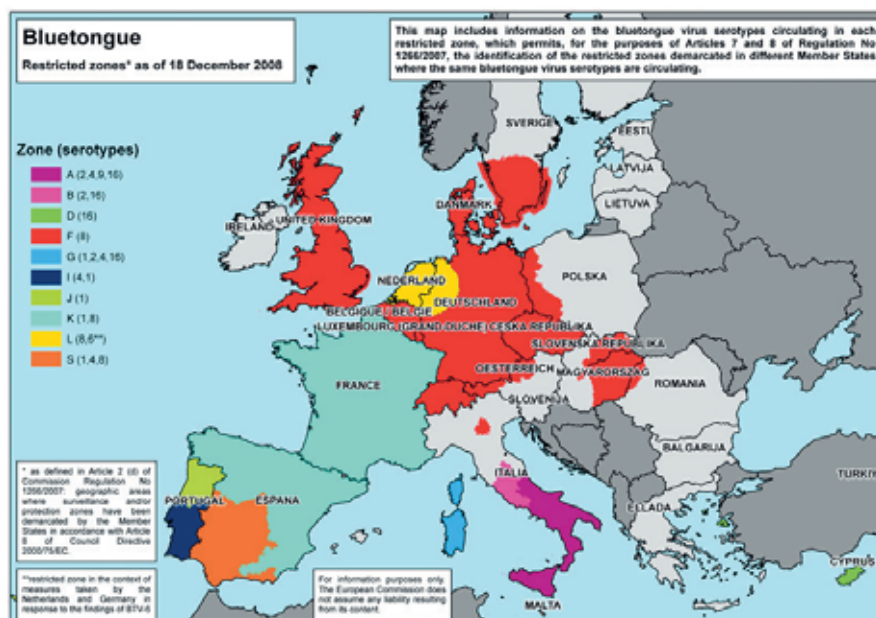 Bluetongue
Restricted zones* as of 18 December 2008
This map includes information on the bluetongue virus serotypes circulating in each
restricted zone, which permits, for the purposes of Articles 7 and 8 of Regulation No
1266/2007, the identification of the restricted zones demarcated in different Member States
where the same bluetongue virus serotypes are circulating.
Zone (serotypes)
A (2,4,9,16)
B (2,16)
D (16)
F (8)
G (1,2,4,16)
I (4,1)
J (1)
K (1,8)
L (8,6**)
S (1,4,8)
SVERIGE
EESTI
LATVIJA
LIETUVA
DANMARK
UNITED KINGDOM
IRELAND
POLSKA
NEDERLAND
DEUTSCHLAND
BELGIQUE / BELGIE
LUXEMBOURG (GRAND-DUCHE)
CESKA REPUBLIKA
SLOVENSKA REPUBLIKA
OESTERREICH
MAGYARORSZAG
FRANCE
SLOVENIJA
ROMANIA
BALGARIJA
ITALIA
PORTUGAL
ESPANA
ELLADA
TURKIY
CYPRUS
MALTA
* as defined in Article 2 (d) of
Commission Regulation No
1266/2007: geographic areas
where surveillance and/or
protection zones have been
demarcated by the Member
States in accordance with Article
8 of Council Directive
2000/75/EC.
**restricted zone in the context of
measures taken by the
Netherlands and Germany in
response to the findings of BTV-6
For information purposes only.
The European Commission does
not assume any liability resulting
from its content.